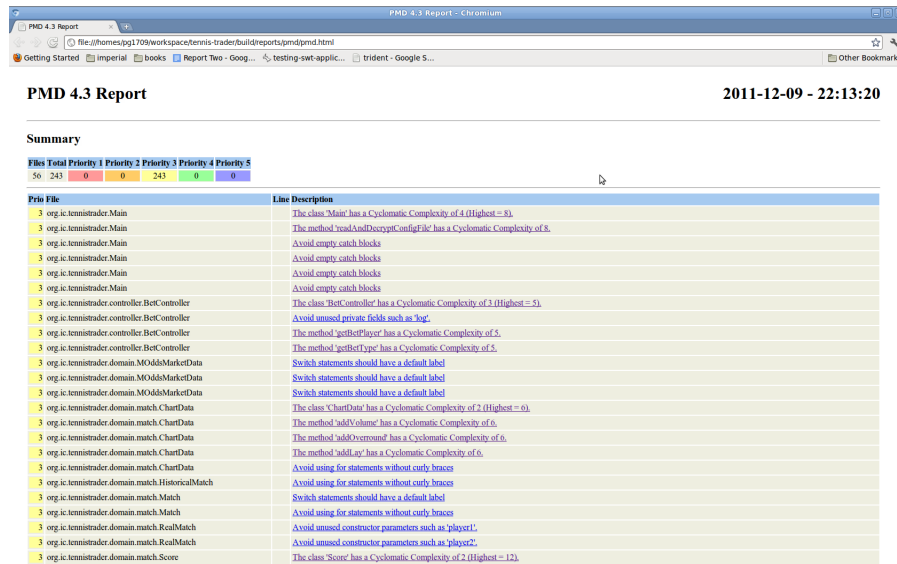 PMD 4.3 Report - Chromium
PMD 4.3 Report
file:///homes/pg1709/workspace/tennis-trader/build/reports/pmd/pmd.html
Getting Started imperial books Report Two - Goog... testing-swt-applic... trident - Google S... Other Bookmark
PMD 4.3 Report 2011-12-09 - 22:13:20
Summary
Files Total Priority 1 Priority 2 Priority 3 Priority 4 Priority 5
56 243 0 0 243 0 0
Prio File Line Description
3 org.ic.tennistrader.Main The class 'Main' has a Cyclomatic Complexity of 4 (Highest = 8).
3 org.ic.tennistrader.Main The method 'readAndDecryptConfigFile' has a Cyclomatic Complexity of 8.
3 org.ic.tennistrader.Main Avoid empty catch blocks
3 org.ic.tennistrader.Main Avoid empty catch blocks
3 org.ic.tennistrader.Main Avoid empty catch blocks
3 org.ic.tennistrader.Main Avoid empty catch blocks
3 org.ic.tennistrader.controller.BetController The class 'BetController' has a Cyclomatic Complexity of 3 (Highest = 5).
3 org.ic.tennistrader.controller.BetController Avoid unused private fields such as 'log'.
3 org.ic.tennistrader.controller.BetController The method 'getBetPlayer' has a Cyclomatic Complexity of 5.
3 org.ic.tennistrader.controller.BetController The method 'getBetType' has a Cyclomatic Complexity of 5.
3 org.ic.tennistrader.domain.MOddsMarketData Switch statements should have a default label
3 org.ic.tennistrader.domain.MOddsMarketData Switch statements should have a default label
3 org.ic.tennistrader.domain.MOddsMarketData Switch statements should have a default label
3 org.ic.tennistrader.domain.match.ChartData The class 'ChartData' has a Cyclomatic Complexity of 2 (Highest = 6).
3 org.ic.tennistrader.domain.match.ChartData The method 'addVolume' has a Cyclomatic Complexity of 6.
3 org.ic.tennistrader.domain.match.ChartData The method 'addOverround' has a Cyclomatic Complexity of 6.
3 org.ic.tennistrader.domain.match.ChartData The method 'addLay' has a Cyclomatic Complexity of 6.
3 org.ic.tennistrader.domain.match.ChartData Avoid using for statements without curly braces
3 org.ic.tennistrader.domain.match.HistoricalMatch Avoid using for statements without curly braces
3 org.ic.tennistrader.domain.match.Match Switch statements should have a default label
3 org.ic.tennistrader.domain.match.Match Avoid using for statements without curly braces
3 org.ic.tennistrader.domain.match.RealMatch Avoid unused constructor parameters such as 'player1'.
3 org.ic.tennistrader.domain.match.RealMatch Avoid unused constructor parameters such as 'player2'.
3 org.ic.tennistrader.domain.match.Score The class 'Score' has a Cyclomatic Complexity of 2 (Highest = 12).